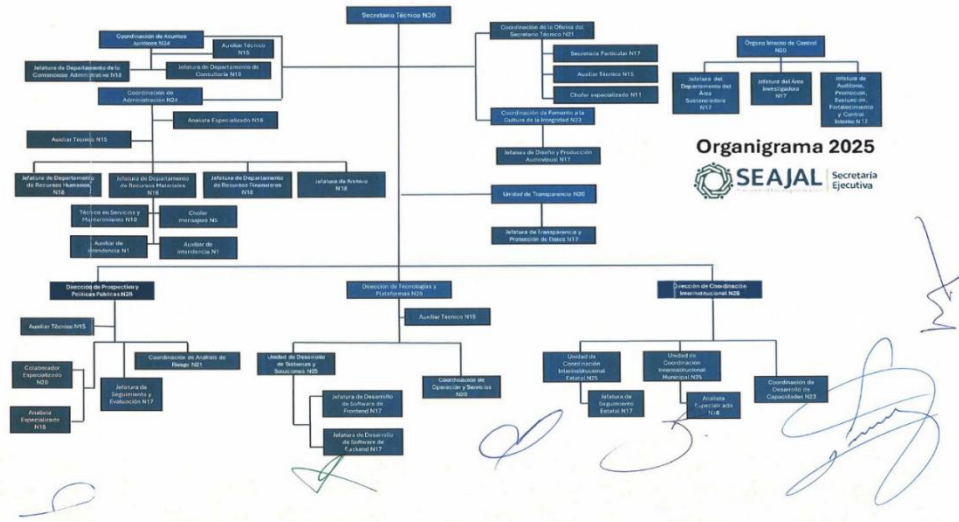 Secretario Técnico N30
Coordinación de Asuntos
Jurídicos N24
Auxiliar Técnico
N15
Jefatura de Departamento de lo
Contencioso Administrativo N18
Jefatura de Departamento de
Consultoría N18
Coordinación de
Administración N24
Analista Especializado N16
Auxiliar Técnico N15
Jefatura de Departamento
de Recursos Humanos N18
Jefatura de Departamento
de Recursos Materiales
N18
Jefatura de Departamento
de Recursos Financieros
N18
Jefatura de Archivo
N18
Técnico en Servicios y
Mantenimiento N10
Chofer
mensajero N5
Auxiliar de
Intendencia N1
Auxiliar de
Intendencia N1
Coordinación de la Oficina del
Secretario Técnico N21
Secretaria Particular N17
Auxiliar Técnico N15
Chofer especializado N11
Coordinación de Fomento a la
Cultura de la Integridad N23
Jefatura de Diseño y Producción
Audiovisual N17
Unidad de Transparencia N20
Jefatura de Transparencia y
Protección de Datos N17
Órgano Interno de Control
N20
Jefatura del
Departamento del
Área
Substanciadora
N17
Jefatura del Área
Investigadora
N17
Jefatura de
Auditoría,
Promoción,
Evaluación,
Fortalecimiento
y Control
Interno N17
Organigrama 2025
SEAJAL
Secretaría
Ejecutiva
Dirección de Prospectiva y
Políticas Públicas N28
Auxiliar Técnico N15
Colaborador
Especializado
N20
Analista
Especializado
N16
Jefatura de
Seguimiento y
Evaluación N17
Coordinación de Análisis de
Riesgo N21
Dirección de Tecnologías y
Plataformas N28
Auxiliar Técnico N15
Unidad de Desarrollo
de Sistemas y
Soluciones N25
Jefatura de Desarrollo
de Software de
Frontend N17
Jefatura de Desarrollo
de Software de
Backend N17
Coordinación de
Operación y Servicios
Dirección de Coordinación
Interinstitucional N28
Unidad de
Coordinación
Interinstitucional
Estatal N25
Jefatura de
Seguimiento
Estatal N17
Unidad de
Coordinación
Interinstitucional
Municipal N25
Analista
Especializado
N16
Coordinación de
Desarrollo de
Capacidades N23